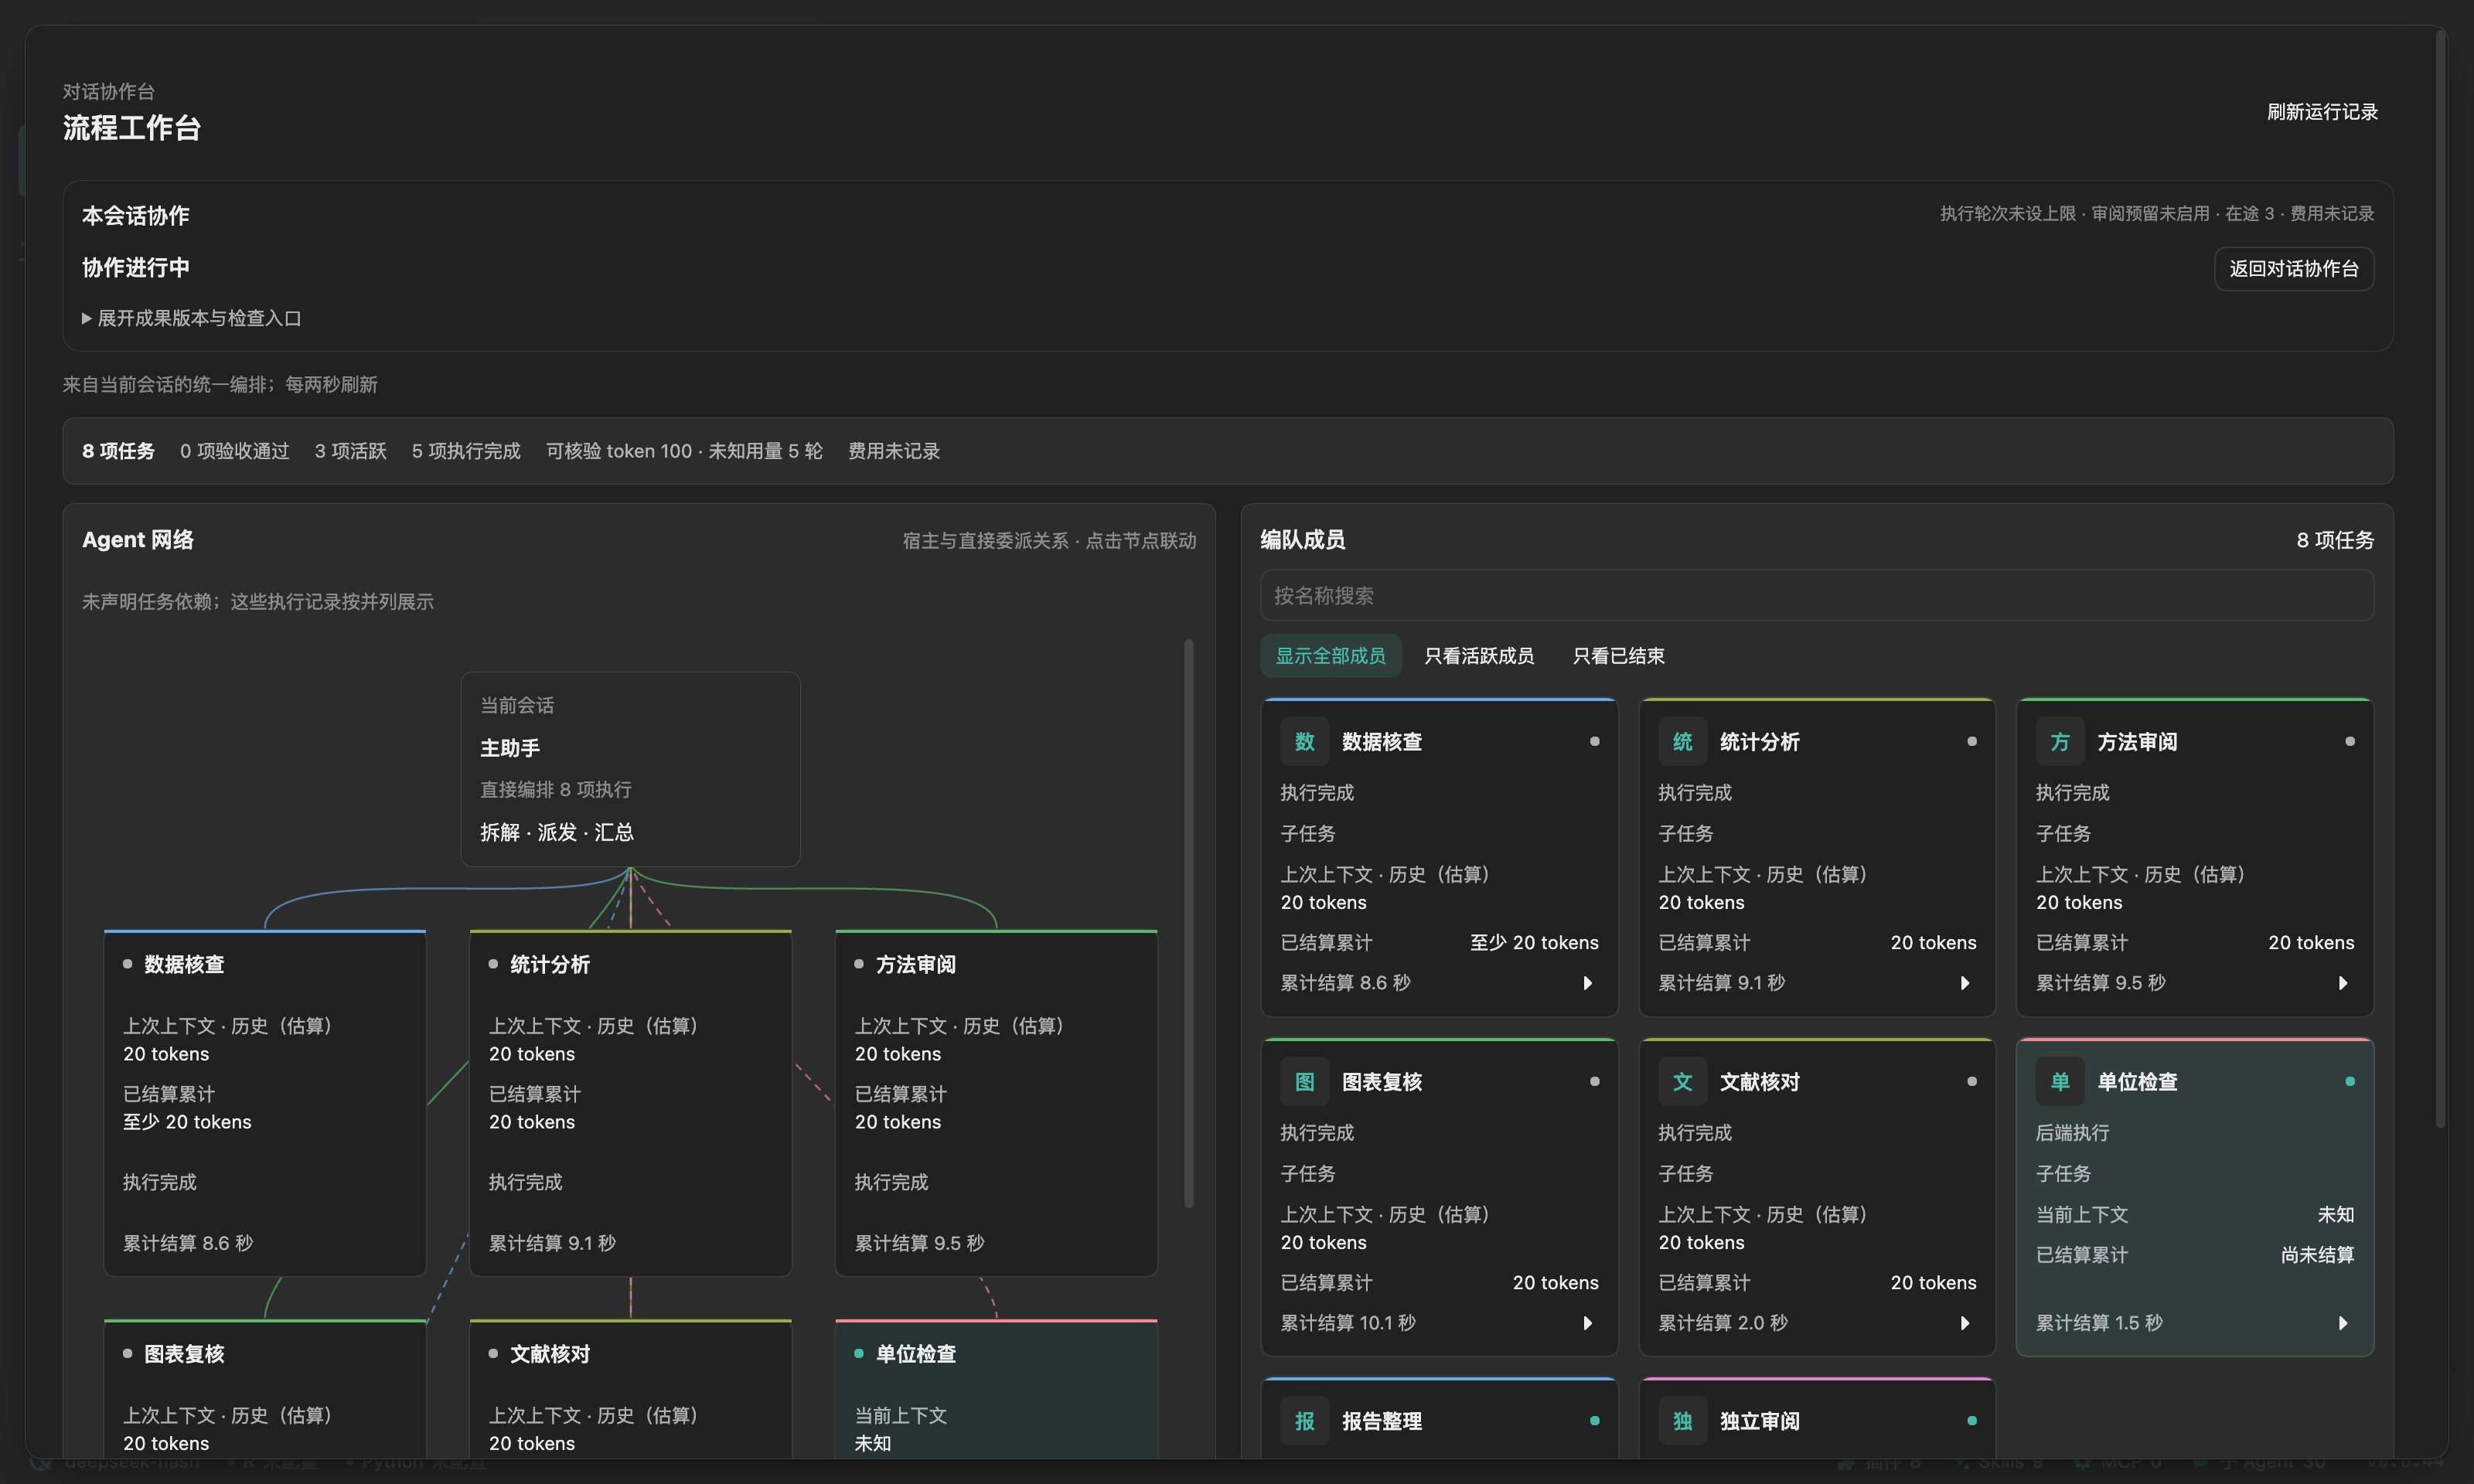 对话协作台
流程工作台
刷新运行记录
本会话协作
执行轮次未设上限 · 审阅预留未启用 · 在途 3 · 费用未记录
协作进行中
返回对话协作台
▶ 展开成果版本与检查入口
来自当前会话的统一编排；每两秒刷新
8 项任务 0 项验收通过 3 项活跃 5 项执行完成 可核验 token 100 · 未知用量 5 轮 费用未记录
Agent 网络
宿主与直接委派关系 · 点击节点联动
未声明任务依赖；这些执行记录按并列展示
当前会话
主助手
直接编排 8 项执行
拆解 · 派发 · 汇总
数据核查
上次上下文 · 历史（估算）
20 tokens
已结算累计
至少 20 tokens
执行完成
累计结算 8.6 秒
统计分析
上次上下文 · 历史（估算）
20 tokens
已结算累计
20 tokens
执行完成
累计结算 9.1 秒
方法审阅
上次上下文 · 历史（估算）
20 tokens
已结算累计
20 tokens
执行完成
累计结算 9.5 秒
图表复核
上次上下文 · 历史（估算）
20 tokens
文献核对
上次上下文 · 历史（估算）
20 tokens
单位检查
当前上下文
未知
编队成员
8 项任务
按名称搜索
显示全部成员 只看活跃成员 只看已结束
数 数据核查
执行完成
子任务
上次上下文 · 历史（估算）
20 tokens
已结算累计 至少 20 tokens
累计结算 8.6 秒
统 统计分析
执行完成
子任务
上次上下文 · 历史（估算）
20 tokens
已结算累计 20 tokens
累计结算 9.1 秒
方 方法审阅
执行完成
子任务
上次上下文 · 历史（估算）
20 tokens
已结算累计 20 tokens
累计结算 9.5 秒
图 图表复核
执行完成
子任务
上次上下文 · 历史（估算）
20 tokens
已结算累计 20 tokens
累计结算 10.1 秒
文 文献核对
执行完成
子任务
上次上下文 · 历史（估算）
20 tokens
已结算累计 20 tokens
累计结算 2.0 秒
单 单位检查
后端执行
子任务
当前上下文 未知
已结算累计 尚未结算
累计结算 1.5 秒
报 报告整理
独 独立审阅